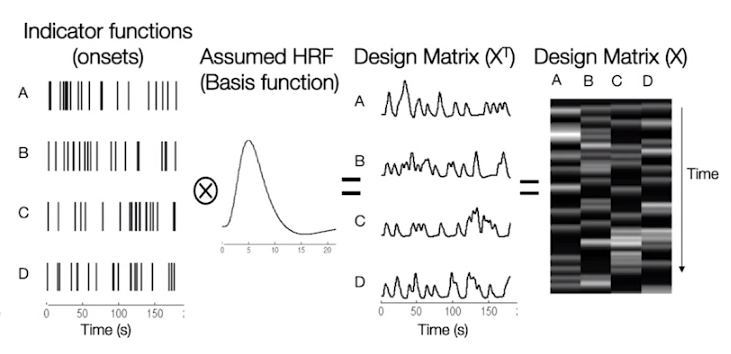 Indicator functions
(onsets)
Assumed HRF
(Basis function)
Design Matrix (Xᵀ)
Design Matrix (X)
A B C D
A
B
C
D
A
B
C
D
Time
0 50 100 150
Time (s)
0 5 10 15 20
0 50 100 150
Time (s)